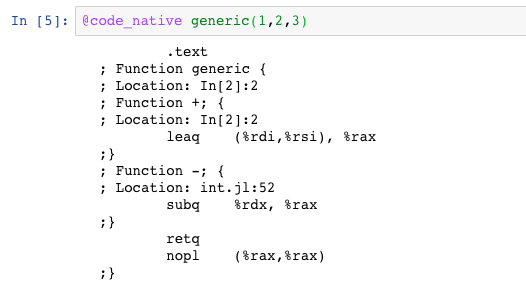 In [5]: @code_native generic(1,2,3)
.text
; Function generic {
; Location: In[2]:2
; Function +; {
; Location: In[2]:2
leaq (%rdi,%rsi), %rax
;}
; Function -; {
; Location: int.jl:52
subq %rdx, %rax
;}
retq
nopl (%rax,%rax)
;}